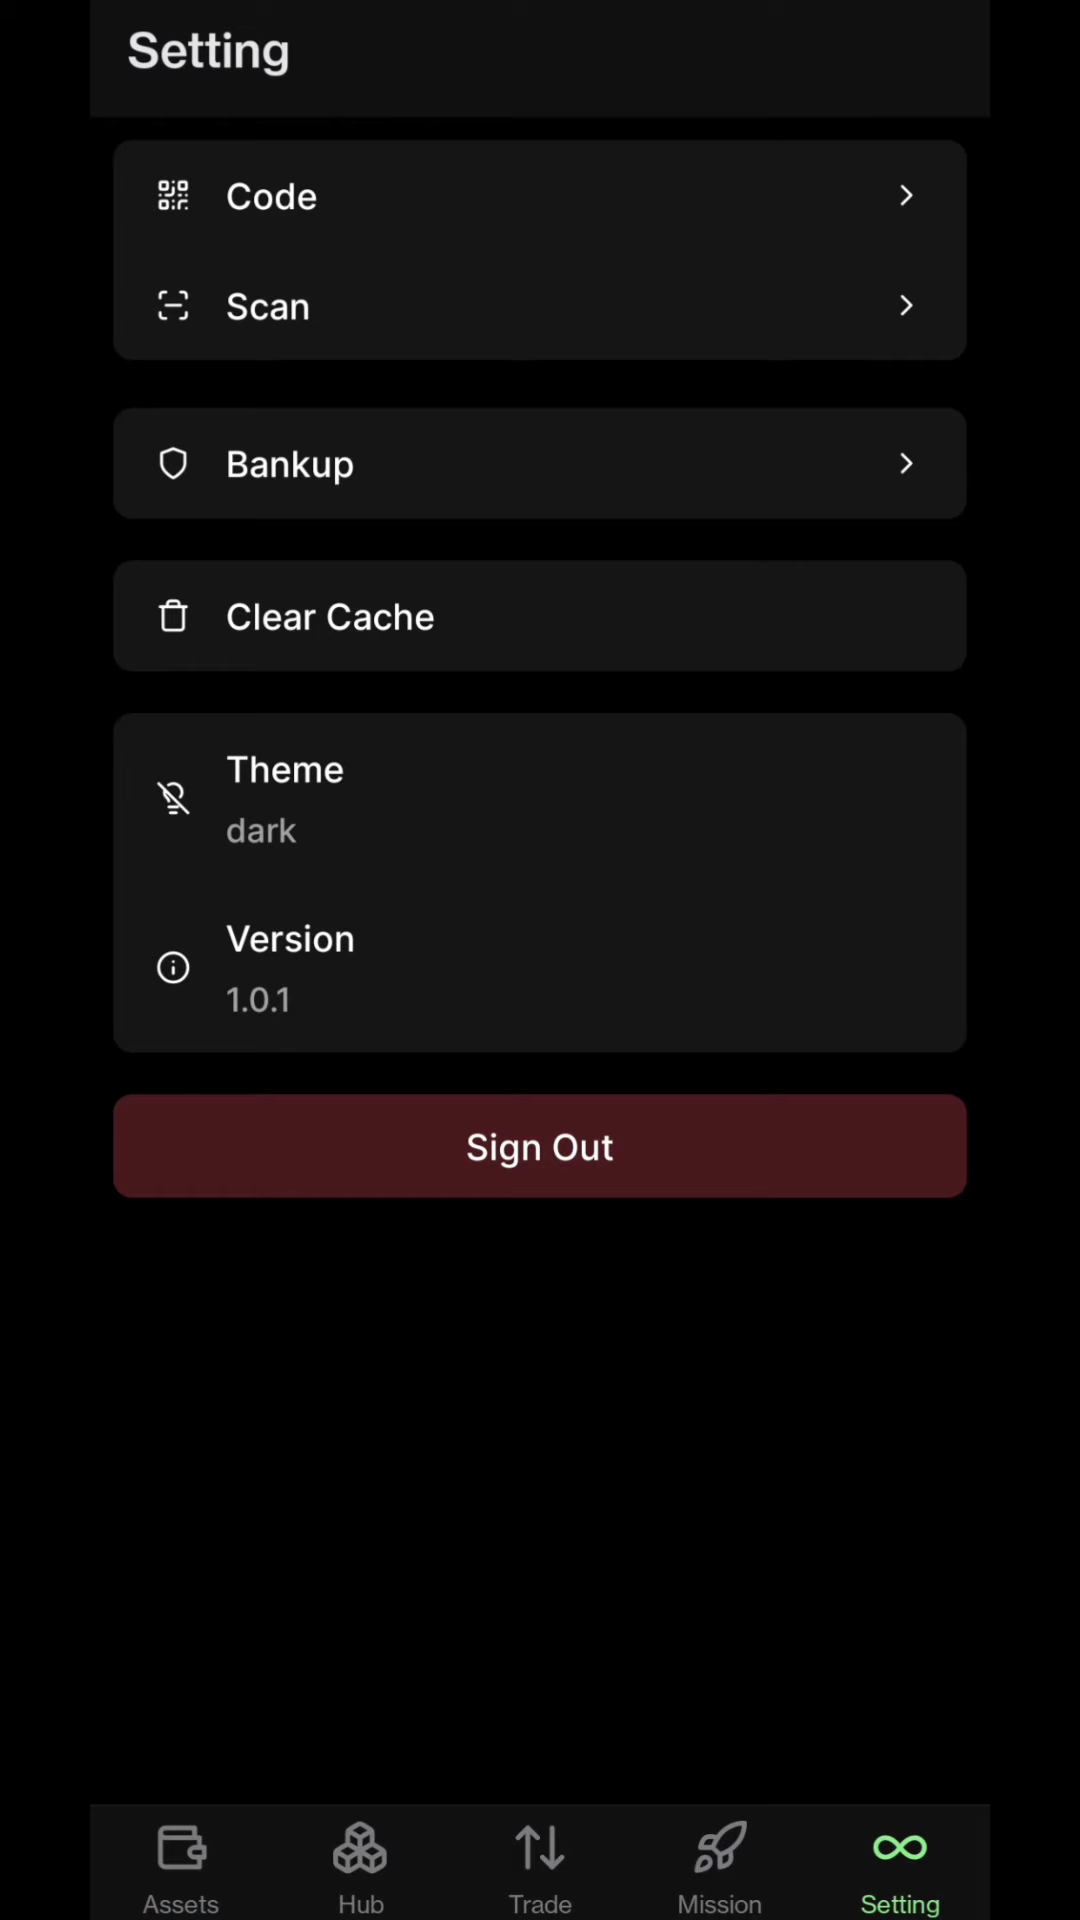 Setting
Code
Scan
Bankup
Clear Cache
Theme
dark
Version
1.0.1
Sign Out
Assets
Hub
Trade
Mission
Setting